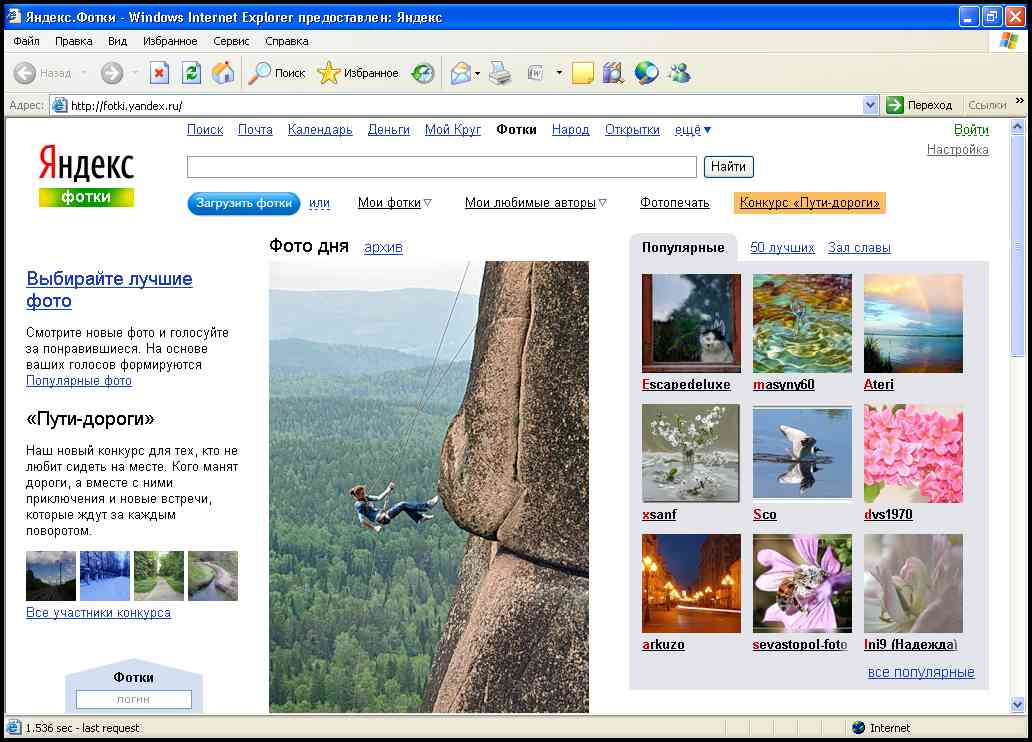 Яндекс.Фотки - Windows Internet Explorer предоставлен: Яндекс
Файл Правка Вид Избранное Сервис Справка
Назад Поиск Избранное
Адрес: http://fotki.yandex.ru/ Переход Ссылки »
Поиск Почта Календарь Деньги Мой Круг Фотки Народ Открытки ещё Войти
Настройка
Яндекс
фотки
Найти
Загрузить фотки или Мои фотки Мои любимые авторы Фотопечать Конкурс «Пути-дороги»
Фото дня архив
Популярные 50 лучших Зал славы
Выбирайте лучшие
фото
Смотрите новые фото и голосуйте
за понравившиеся. На основе
ваших голосов формируются
Популярные фото
«Пути-дороги»
Наш новый конкурс для тех, кто не
любит сидеть на месте. Кого манят
дороги, а вместе с ними
приключения и новые встречи,
которые ждут за каждым
поворотом.
Все участники конкурса
Фотки
логин
Escapedeluxe masyny60 Ateri
xsanf Sco dvs1970
arkuzo sevastopol-foto Ini9 (Надежда)
все популярные
1.536 sec - last request Internet